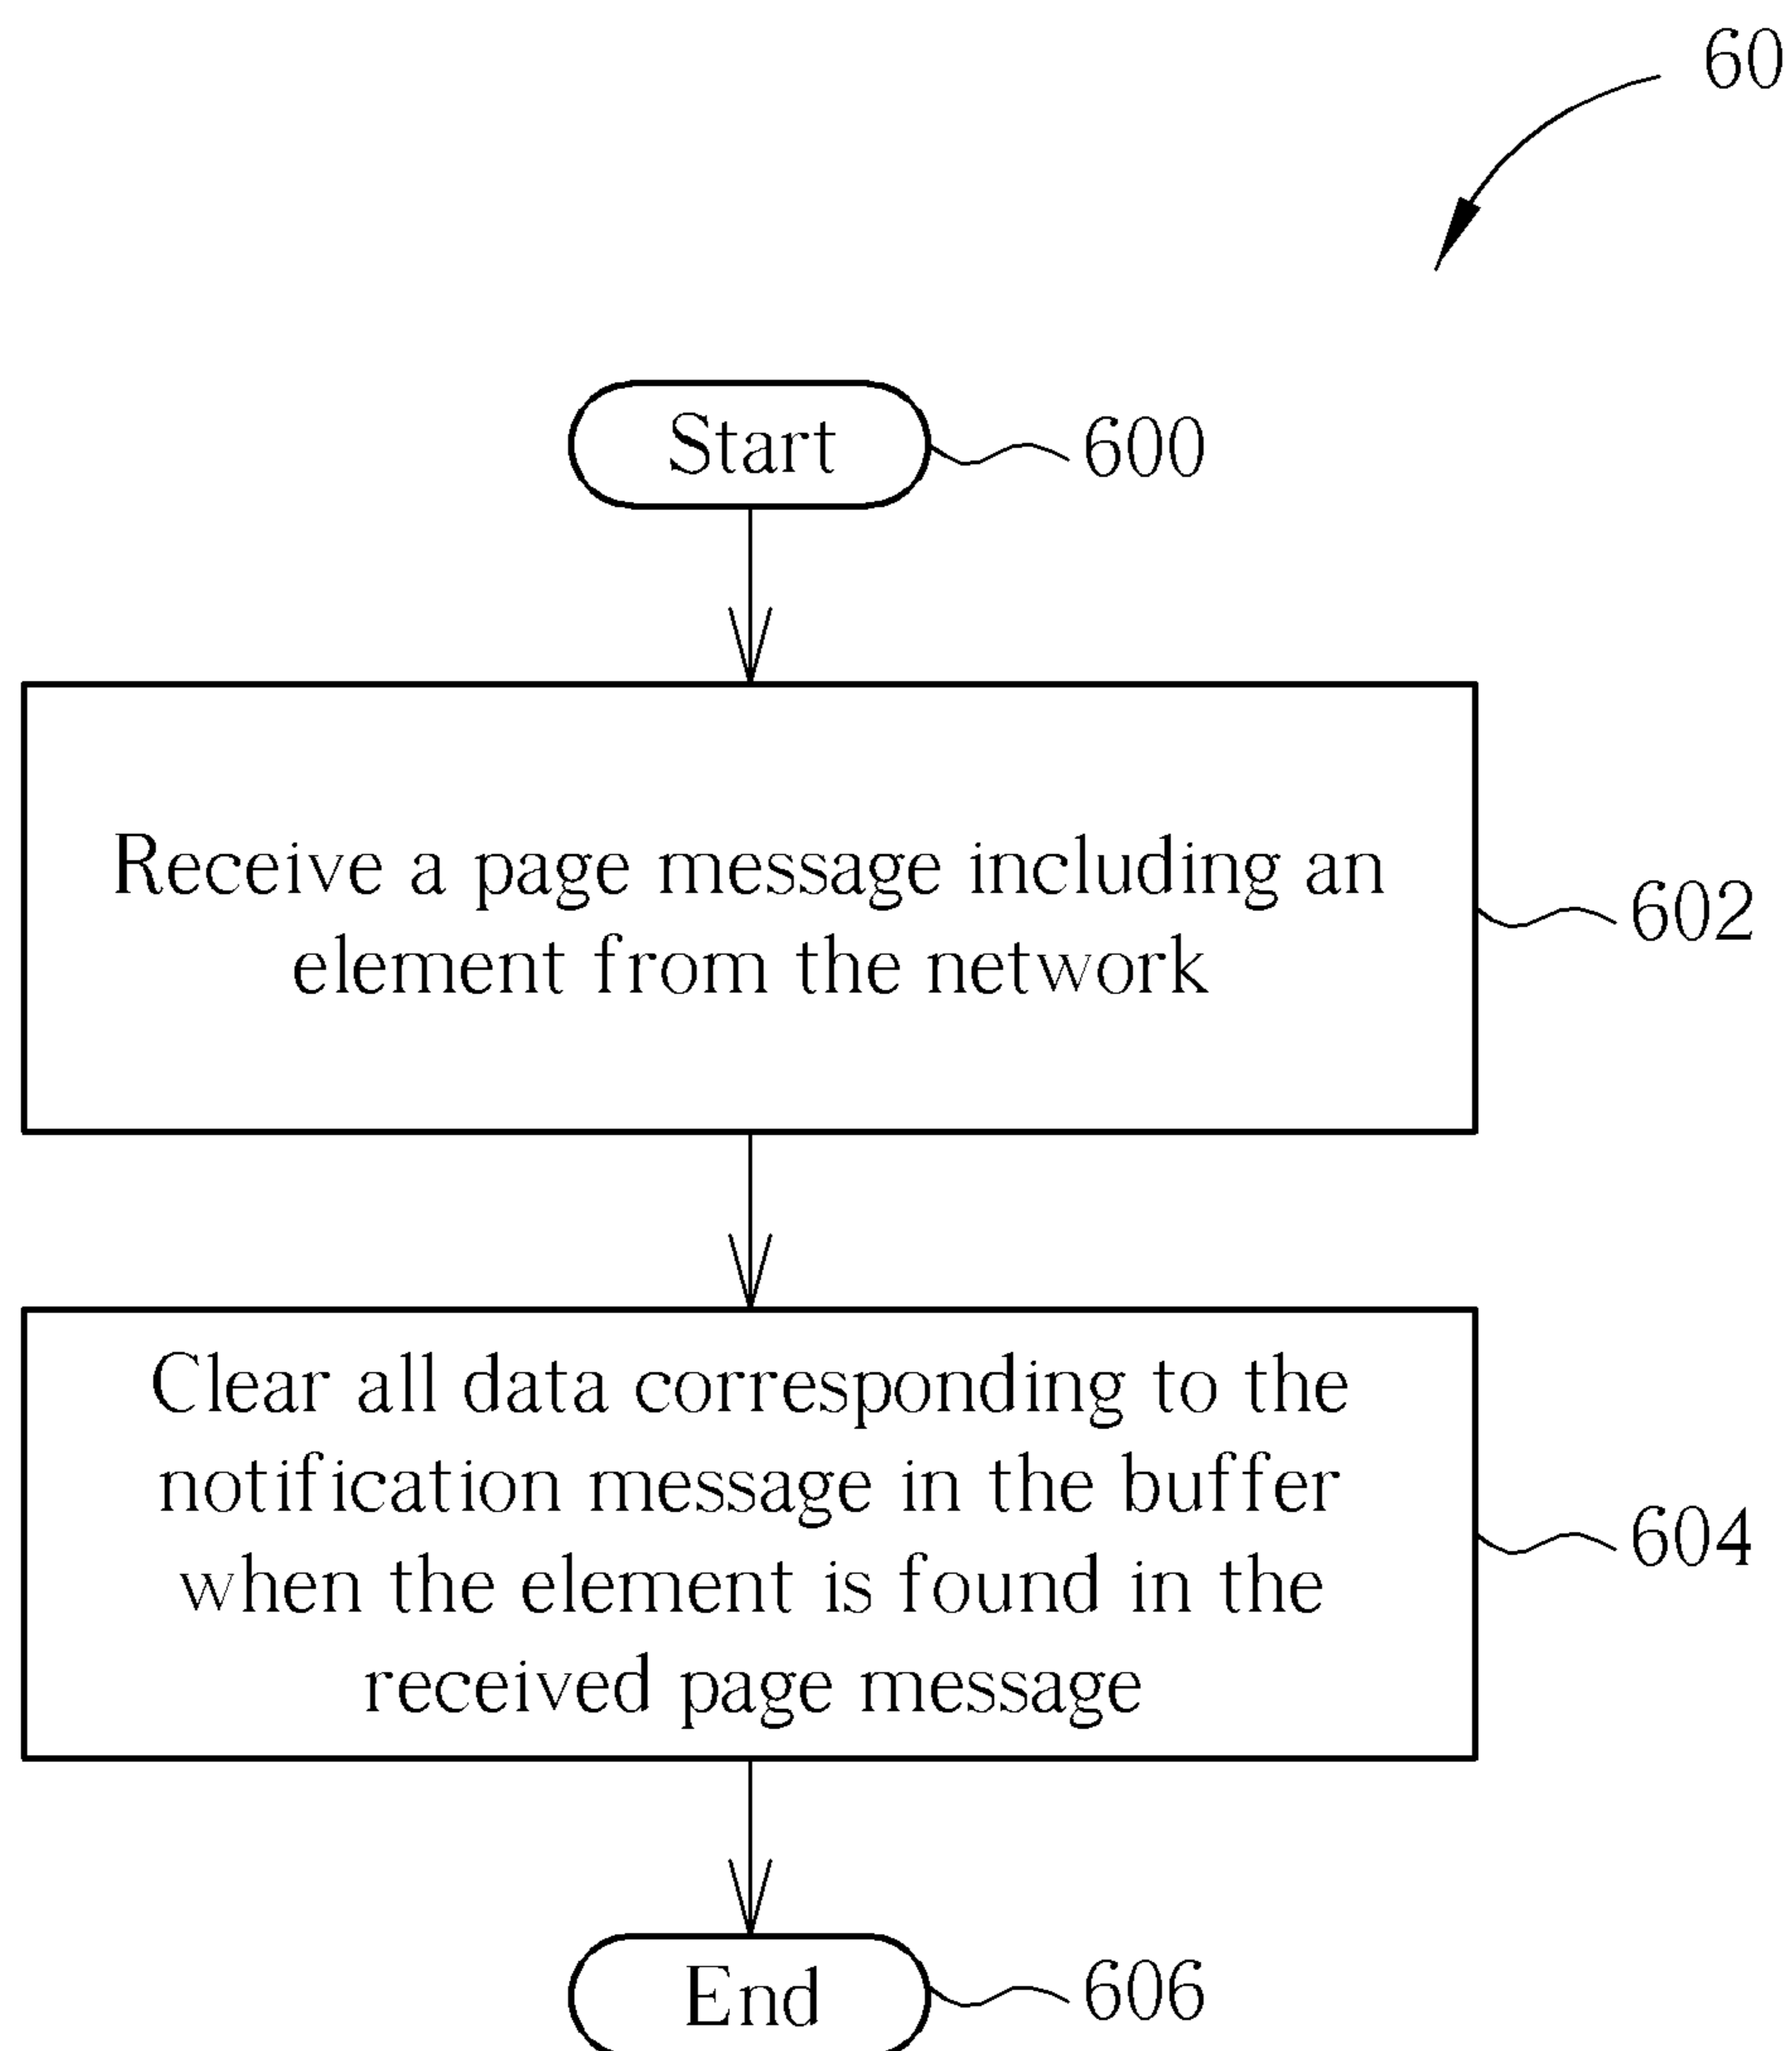 60
Start
600
Receive a page message including an
element from the network
602
Clear all data corresponding to the
notification message in the buffer
when the element is found in the
received page message
604
End
606